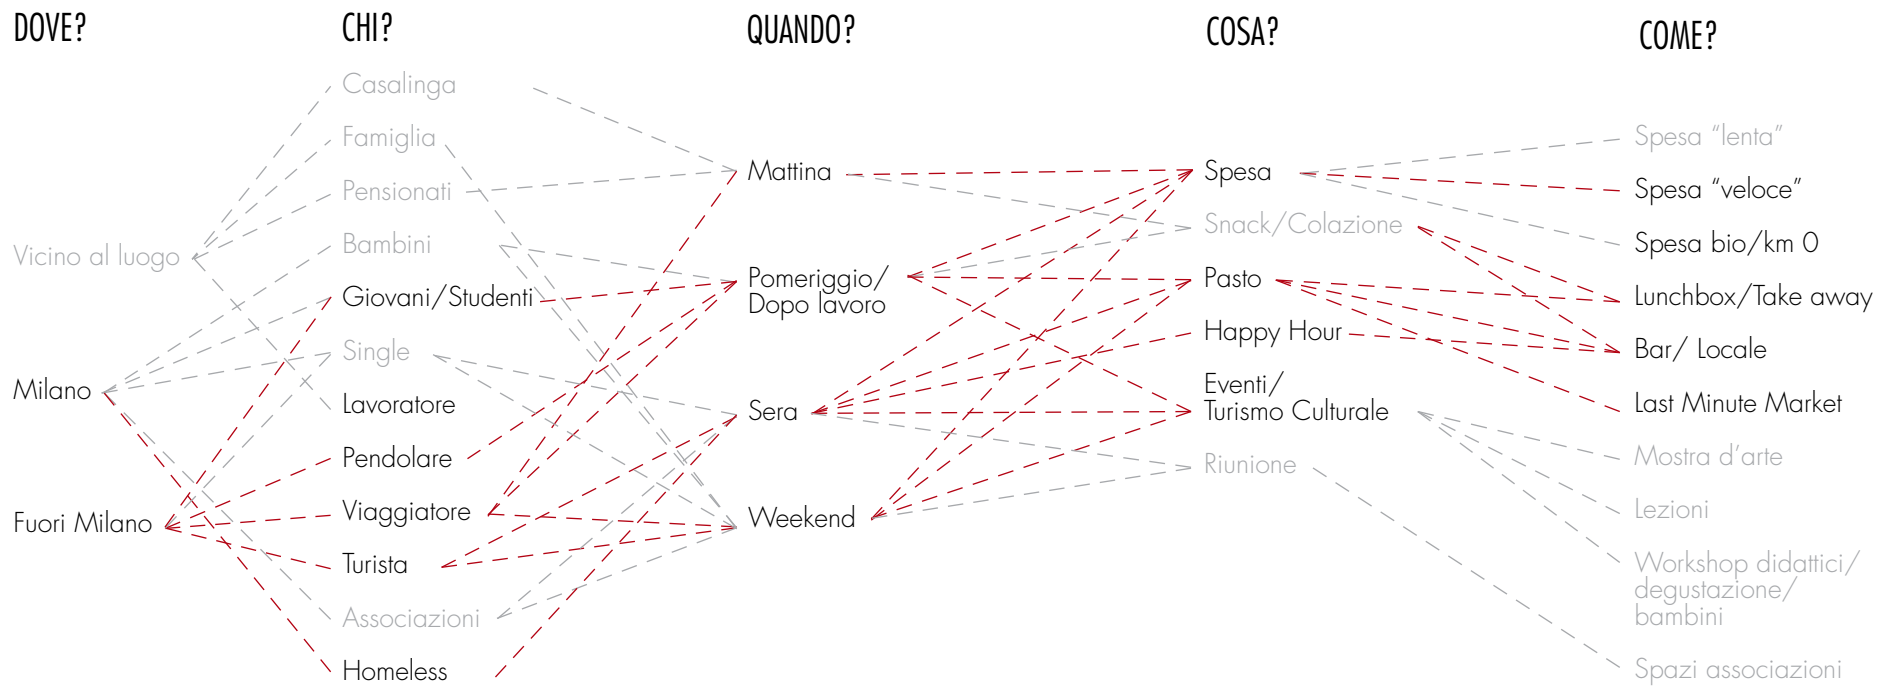 DOVE?
Vicino al luogo
Milano
Fuori Milano
CHI?
Casalinga
Famiglia
Pensionati
Bambini
Giovani/Studenti
Single
Lavoratore
Pendolare
Viaggiatore
Turista
Associazioni
Homeless
QUANDO?
Mattina
Pomeriggio/
Dopo lavoro
Sera
Weekend
COSA?
Spesa
Snack/Colazione
Pasto
Happy Hour
Eventi/
Turismo Culturale
Riunione
COME?
Spesa “lenta”
Spesa “veloce”
Spesa bio/km 0
Lunchbox/Take away
Bar/ Locale
Last Minute Market
Mostra d’arte
Lezioni
Workshop didattici/
degustazione/
bambini
Spazi associazioni